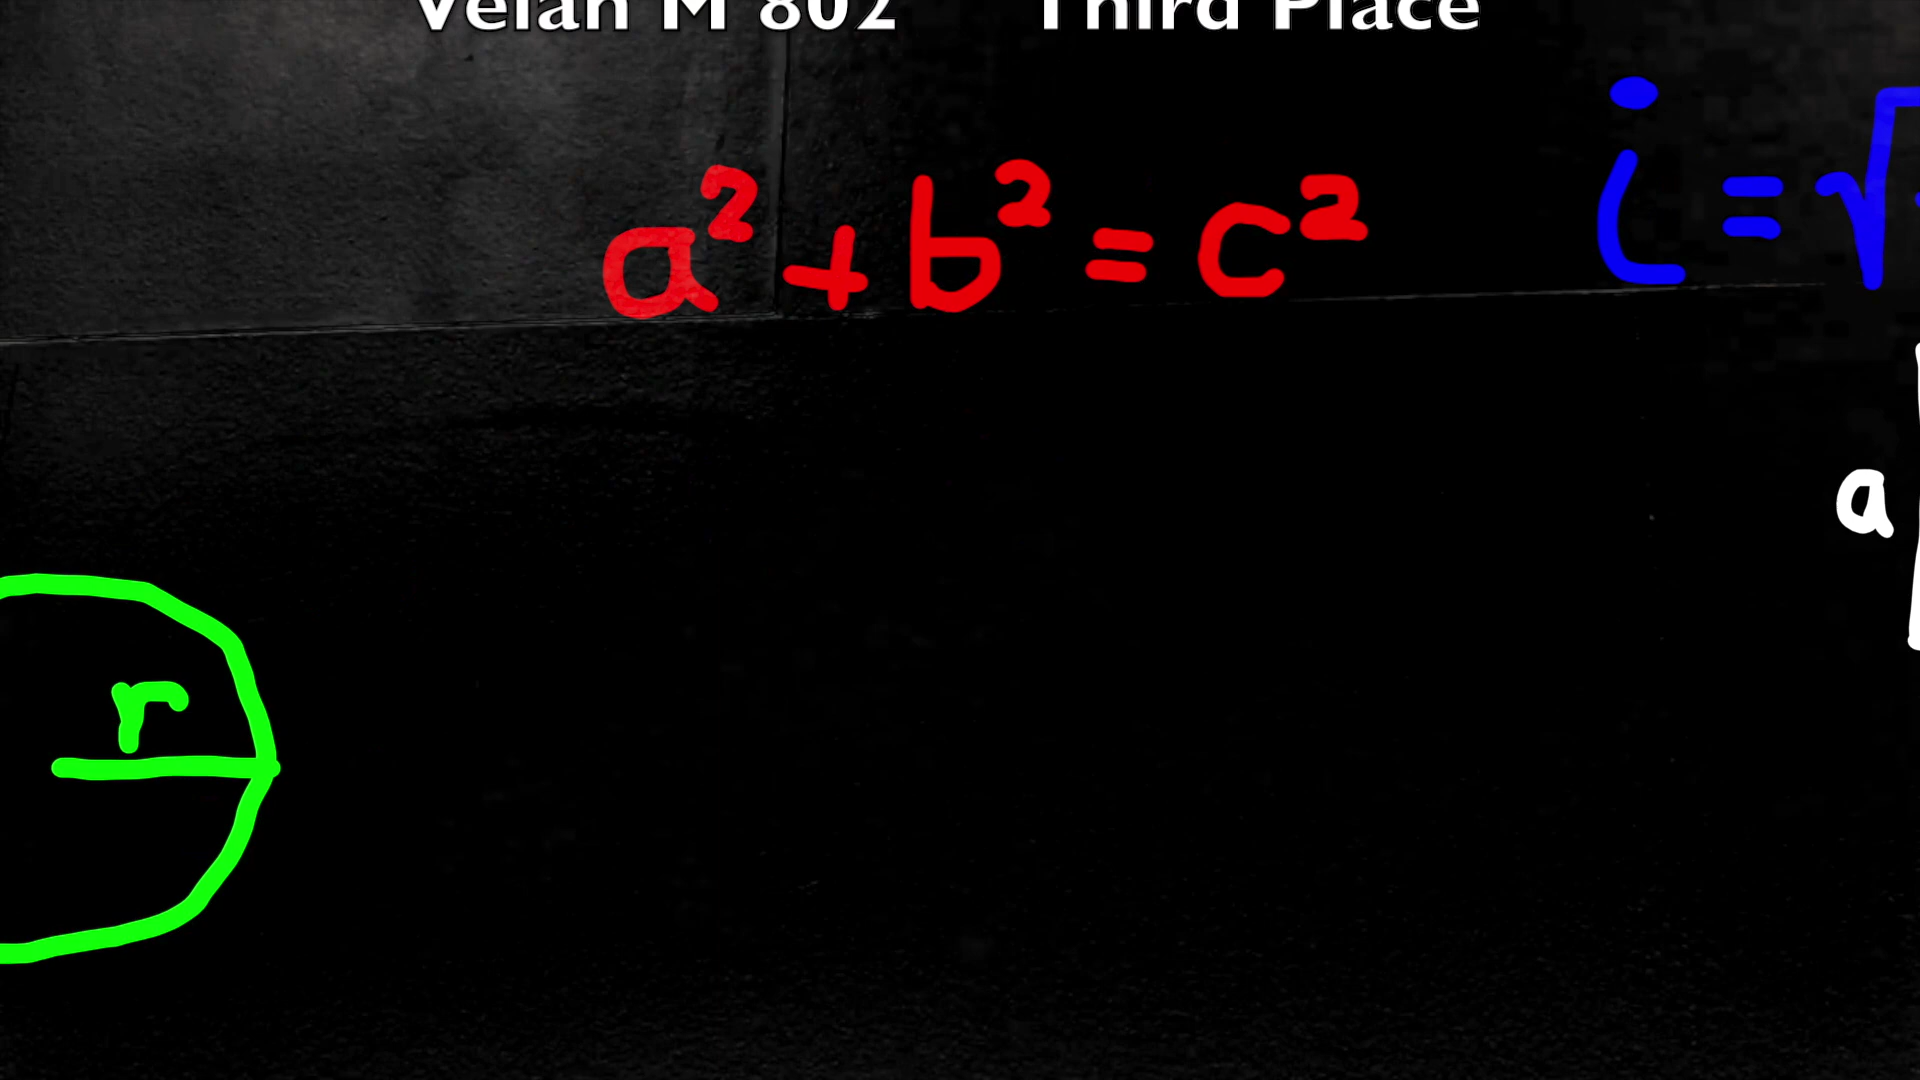 Velan M 802 Third Place
a² + b² = c²
i = √
a
r